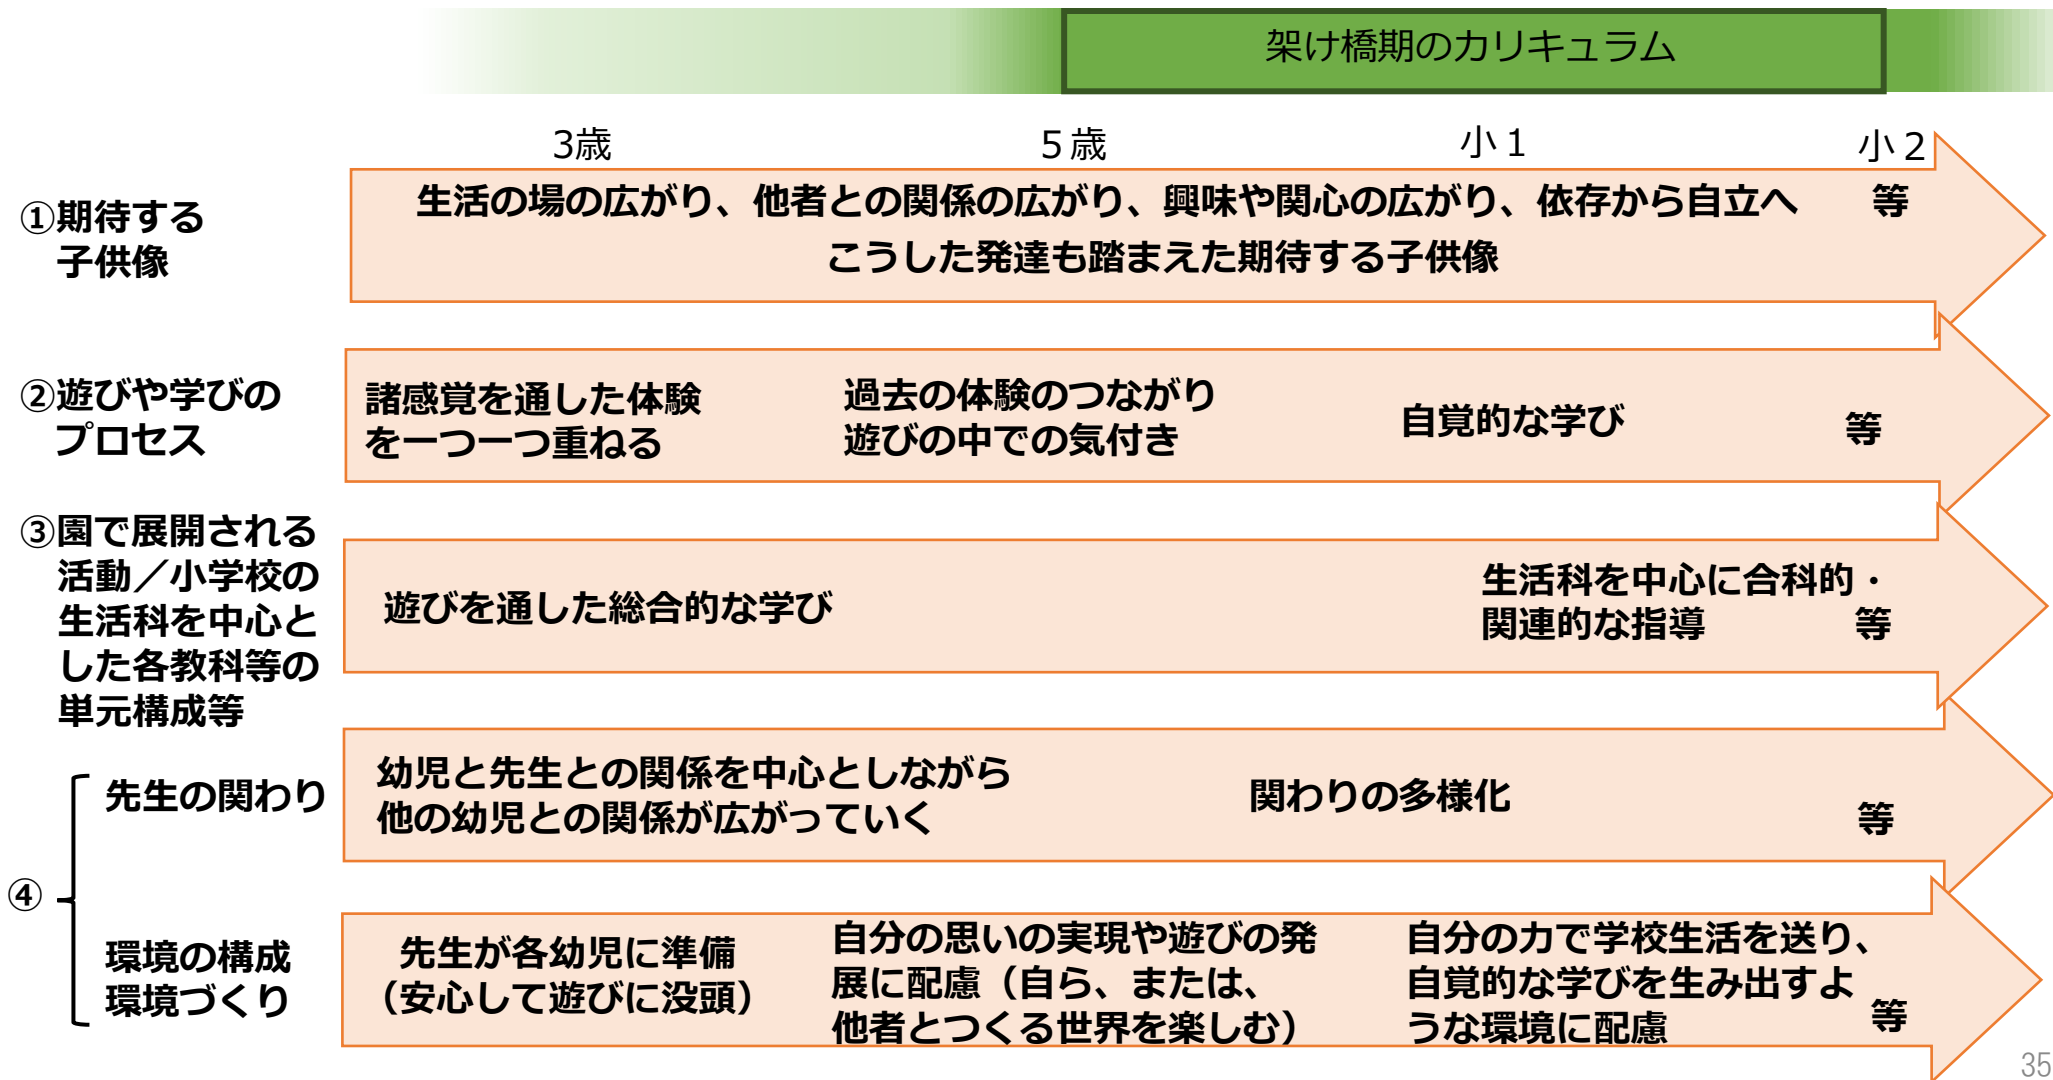 架け橋期のカリキュラム
3歳
５歳
小１
小２
①期待する
子供像
生活の場の広がり、他者との関係の広がり、興味や関心の広がり、依存から自立へ 等
こうした発達も踏まえた期待する子供像
②遊びや学びの
プロセス
諸感覚を通した体験
を一つ一つ重ねる
過去の体験のつながり
遊びの中での気付き
自覚的な学び
等
③園で展開される
活動／小学校の
生活科を中心と
した各教科等の
単元構成等
遊びを通した総合的な学び
生活科を中心に合科的・
関連的な指導 等
④
先生の関わり
幼児と先生との関係を中心としながら
他の幼児との関係が広がっていく
関わりの多様化
等
環境の構成
環境づくり
先生が各幼児に準備
（安心して遊びに没頭）
自分の思いの実現や遊びの発
展に配慮（自ら、または、
他者とつくる世界を楽しむ）
自分の力で学校生活を送り、
自覚的な学びを生み出すよ
うな環境に配慮
等
35